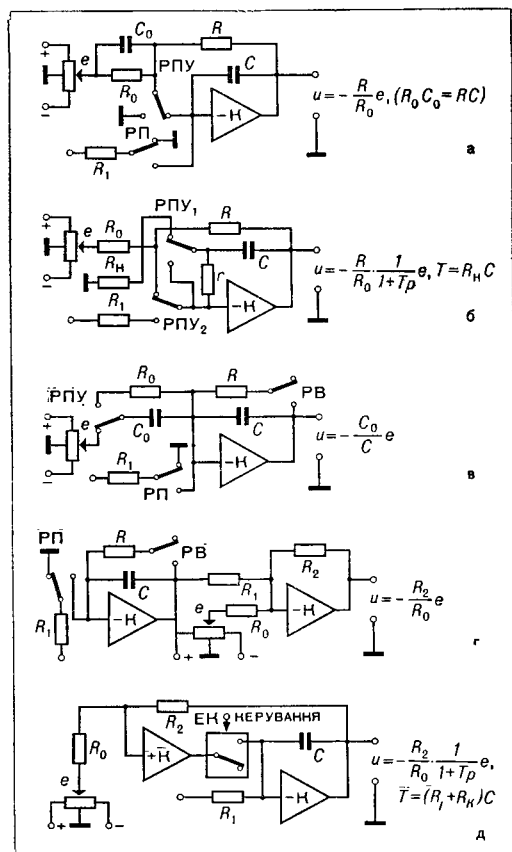 C₀ R
+ e РПУ C
R₀ −К u = − R/R₀ e, (R₀C₀ = RC)
− РП
R₁ а
РПУ₁ R
+ e R₀ C
Rн r u = − R/R₀ · 1/(1+Tp) e, T = RнC
− R₁ −К
РПУ₂ б
R₀ R РВ
РПУ
+ C₀ C u = − C₀/C e
e −К
− R₁ РП в
РП R РВ
C R₁ R₂
−К e −К u = − R₂/R₀ e
R₁ R₀
+ − г
R₂ ЕК КЕРУВАННЯ
R₀ +К C u = − R₂/R₀ · 1/(1+Tp) e,
e R₁ −К T = (R₁ + Rк)C
+ − д